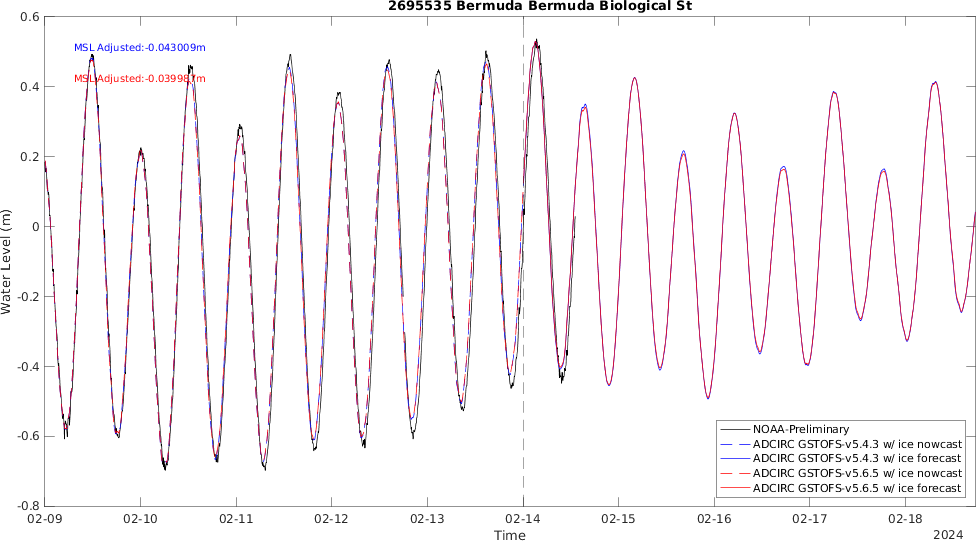 2695535 Bermuda Bermuda Biological St
MSL Adjusted:-0.043009m
MSL Adjusted:-0.03998 m
Water Level (m)
0.6
0.4
0.2
0
-0.2
-0.4
-0.6
-0.8
NOAA-Preliminary
ADCIRC GSTOFS-v5.4.3 w/ ice nowcast
ADCIRC GSTOFS-v5.4.3 w/ ice forecast
ADCIRC GSTOFS-v5.6.5 w/ ice nowcast
ADCIRC GSTOFS-v5.6.5 w/ ice forecast
02-09 02-10 02-11 02-12 02-13 02-14 02-15 02-16 02-17 02-18
Time
2024